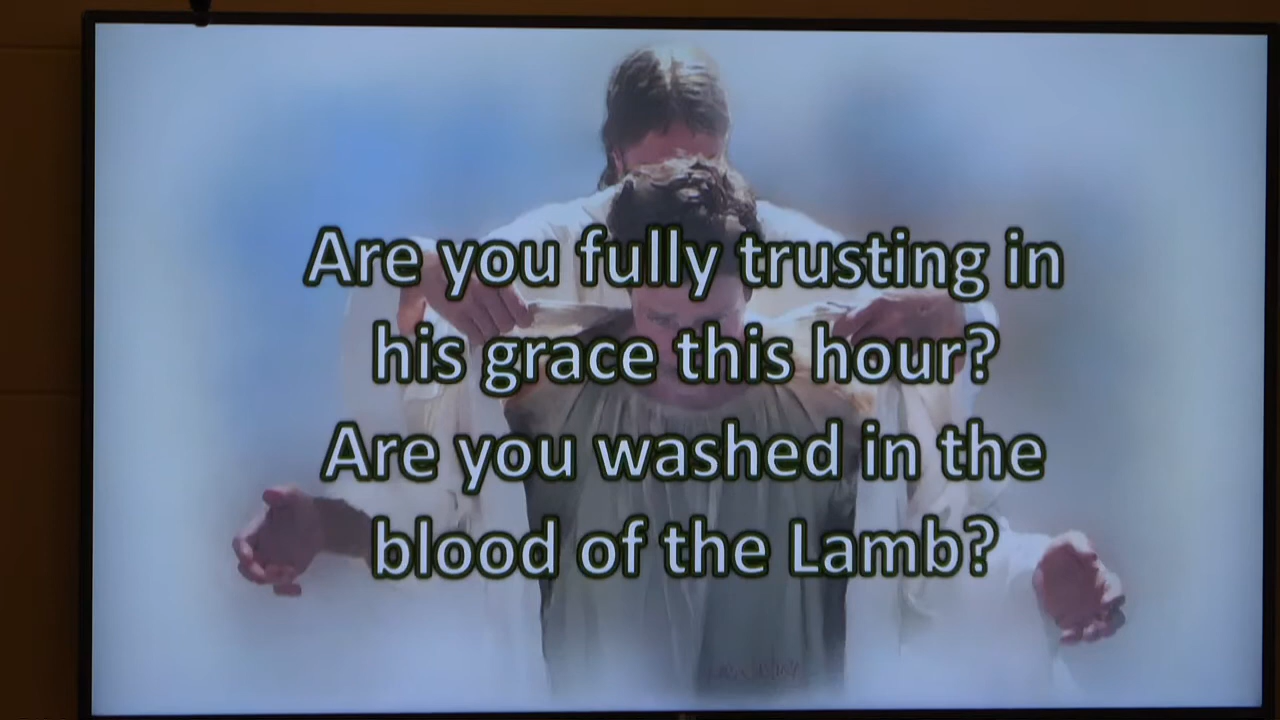 Are you fully trusting in
his grace this hour?
Are you washed in the
blood of the Lamb?